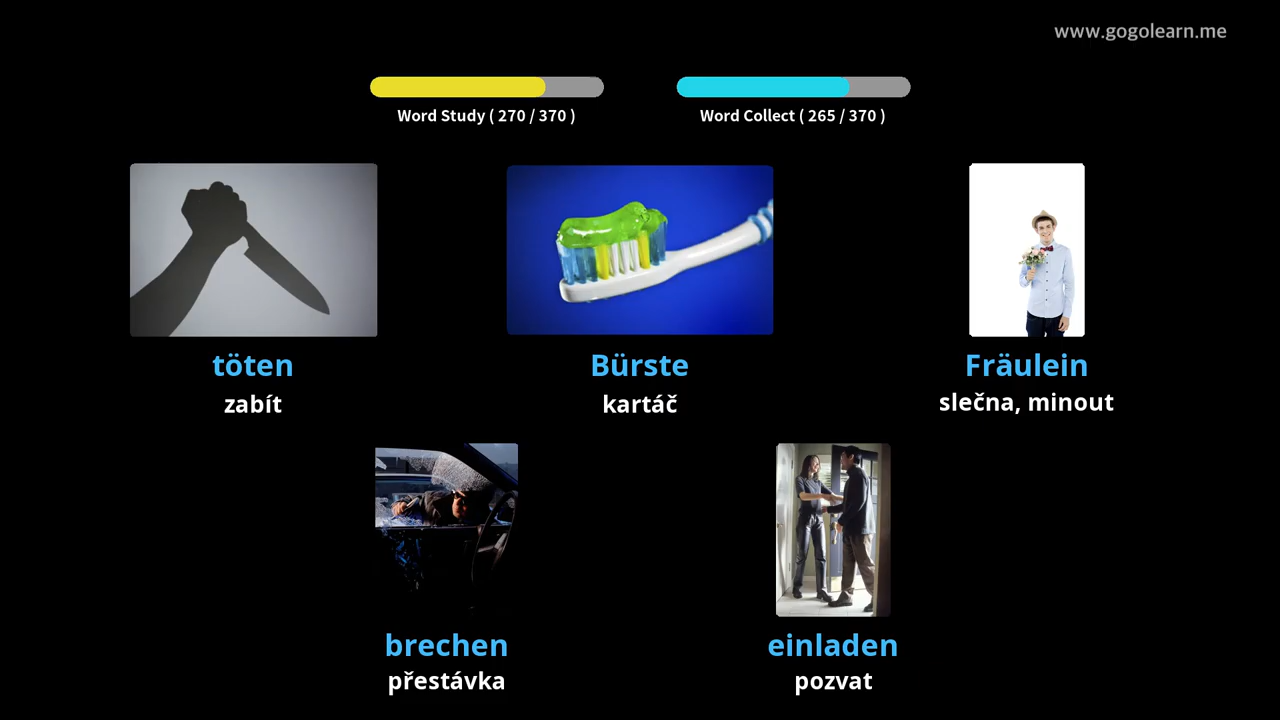 www.gogolearn.me
Word Study ( 270 / 370 )
Word Collect ( 265 / 370 )
töten
zabít
Bürste
kartáč
Fräulein
slečna, minout
brechen
přestávka
einladen
pozvat